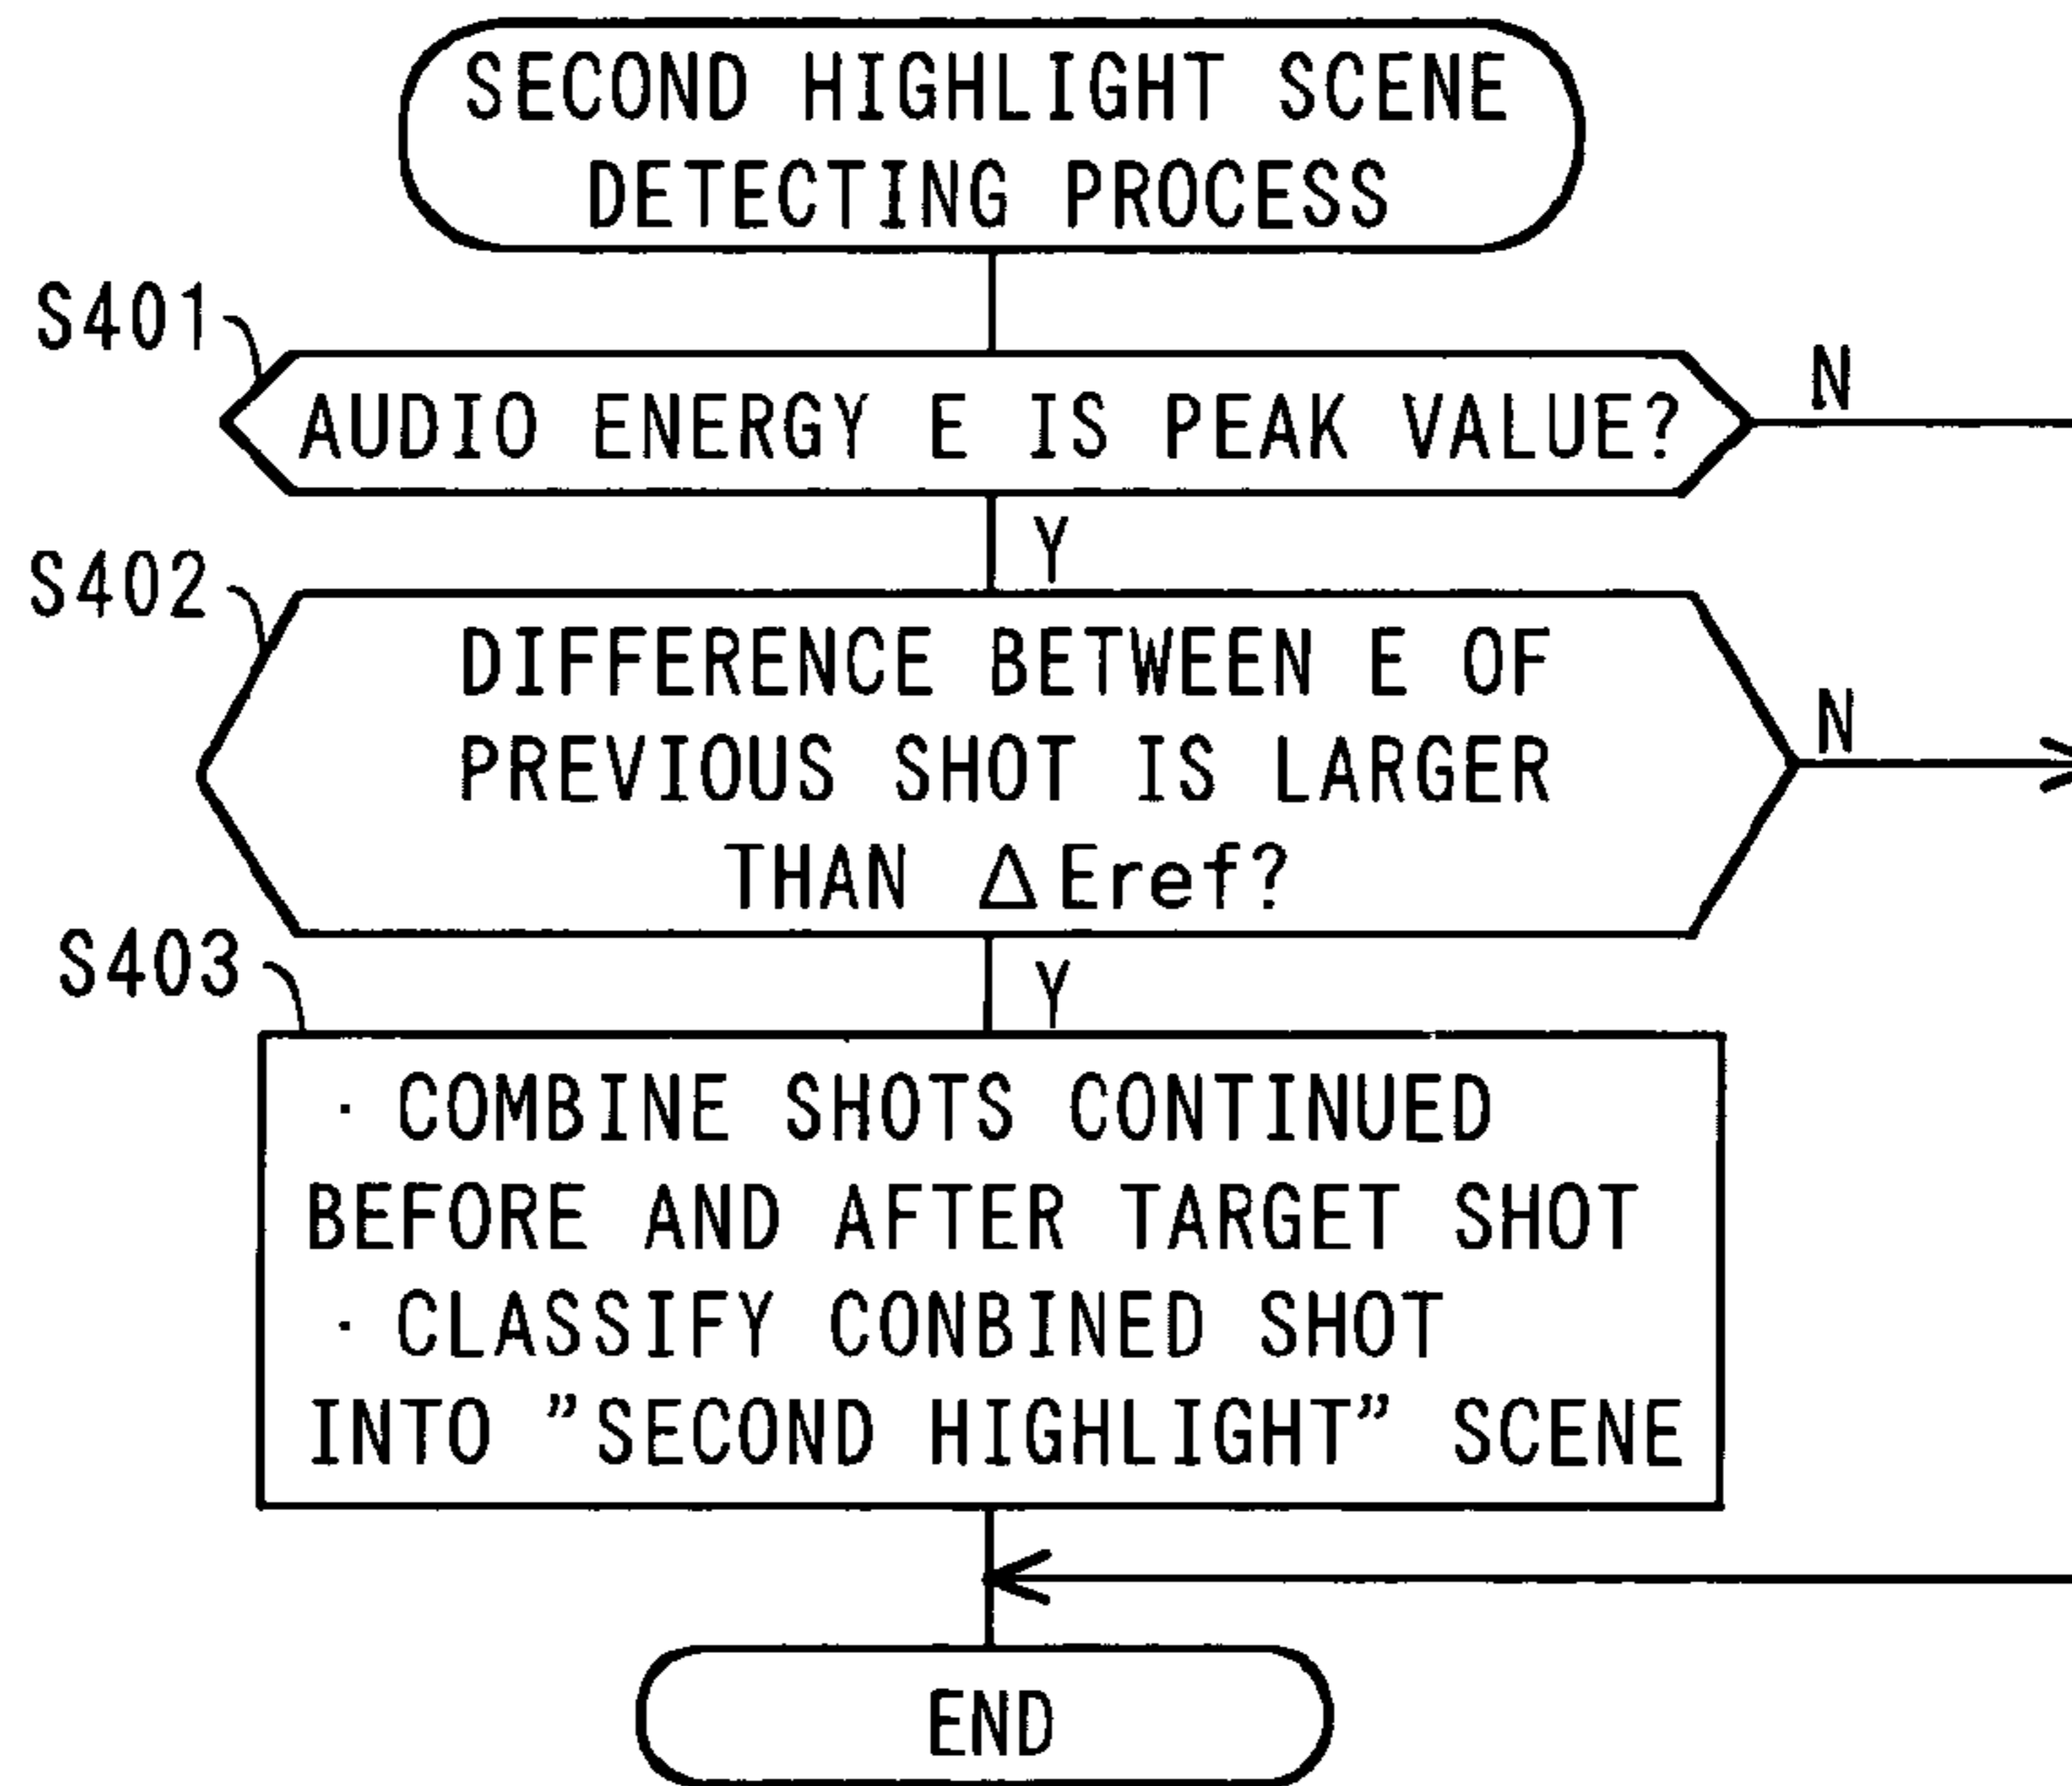 SECOND HIGHLIGHT SCENE
DETECTING PROCESS
S401
AUDIO ENERGY E IS PEAK VALUE?
N
Y
S402
DIFFERENCE BETWEEN E OF
PREVIOUS SHOT IS LARGER
THAN ΔEref?
N
Y
S403
· COMBINE SHOTS CONTINUED
BEFORE AND AFTER TARGET SHOT
· CLASSIFY CONBINED SHOT
INTO ”SECOND HIGHLIGHT” SCENE
END